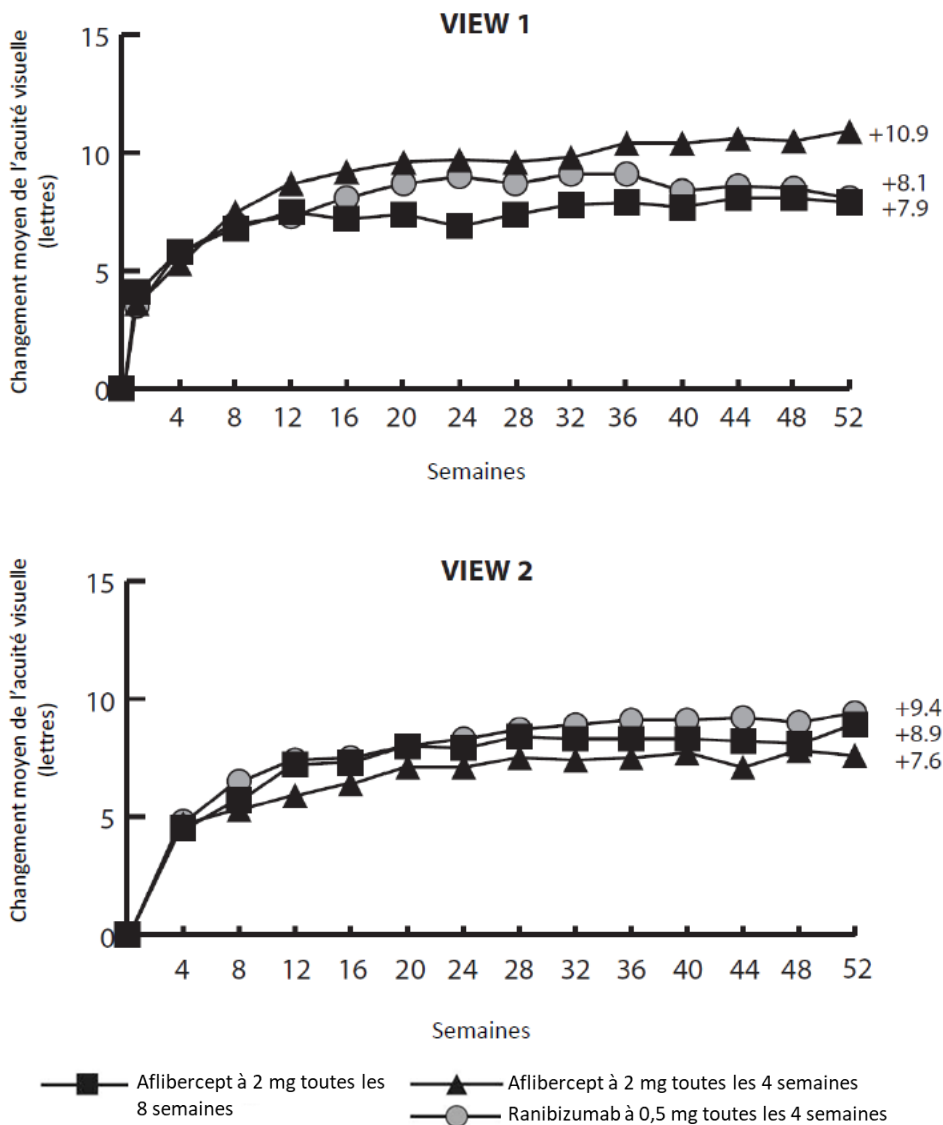 VIEW 1
Changement moyen de l'acuité visuelle
(lettres)
15
10
5
0
+10.9
+8.1
+7.9
4 8 12 16 20 24 28 32 36 40 44 48 52
Semaines
VIEW 2
Changement moyen de l'acuité visuelle
(lettres)
15
10
5
0
+9.4
+8.9
+7.6
4 8 12 16 20 24 28 32 36 40 44 48 52
Semaines
Aflibercept à 2 mg toutes les
8 semaines
Aflibercept à 2 mg toutes les 4 semaines
Ranibizumab à 0,5 mg toutes les 4 semaines